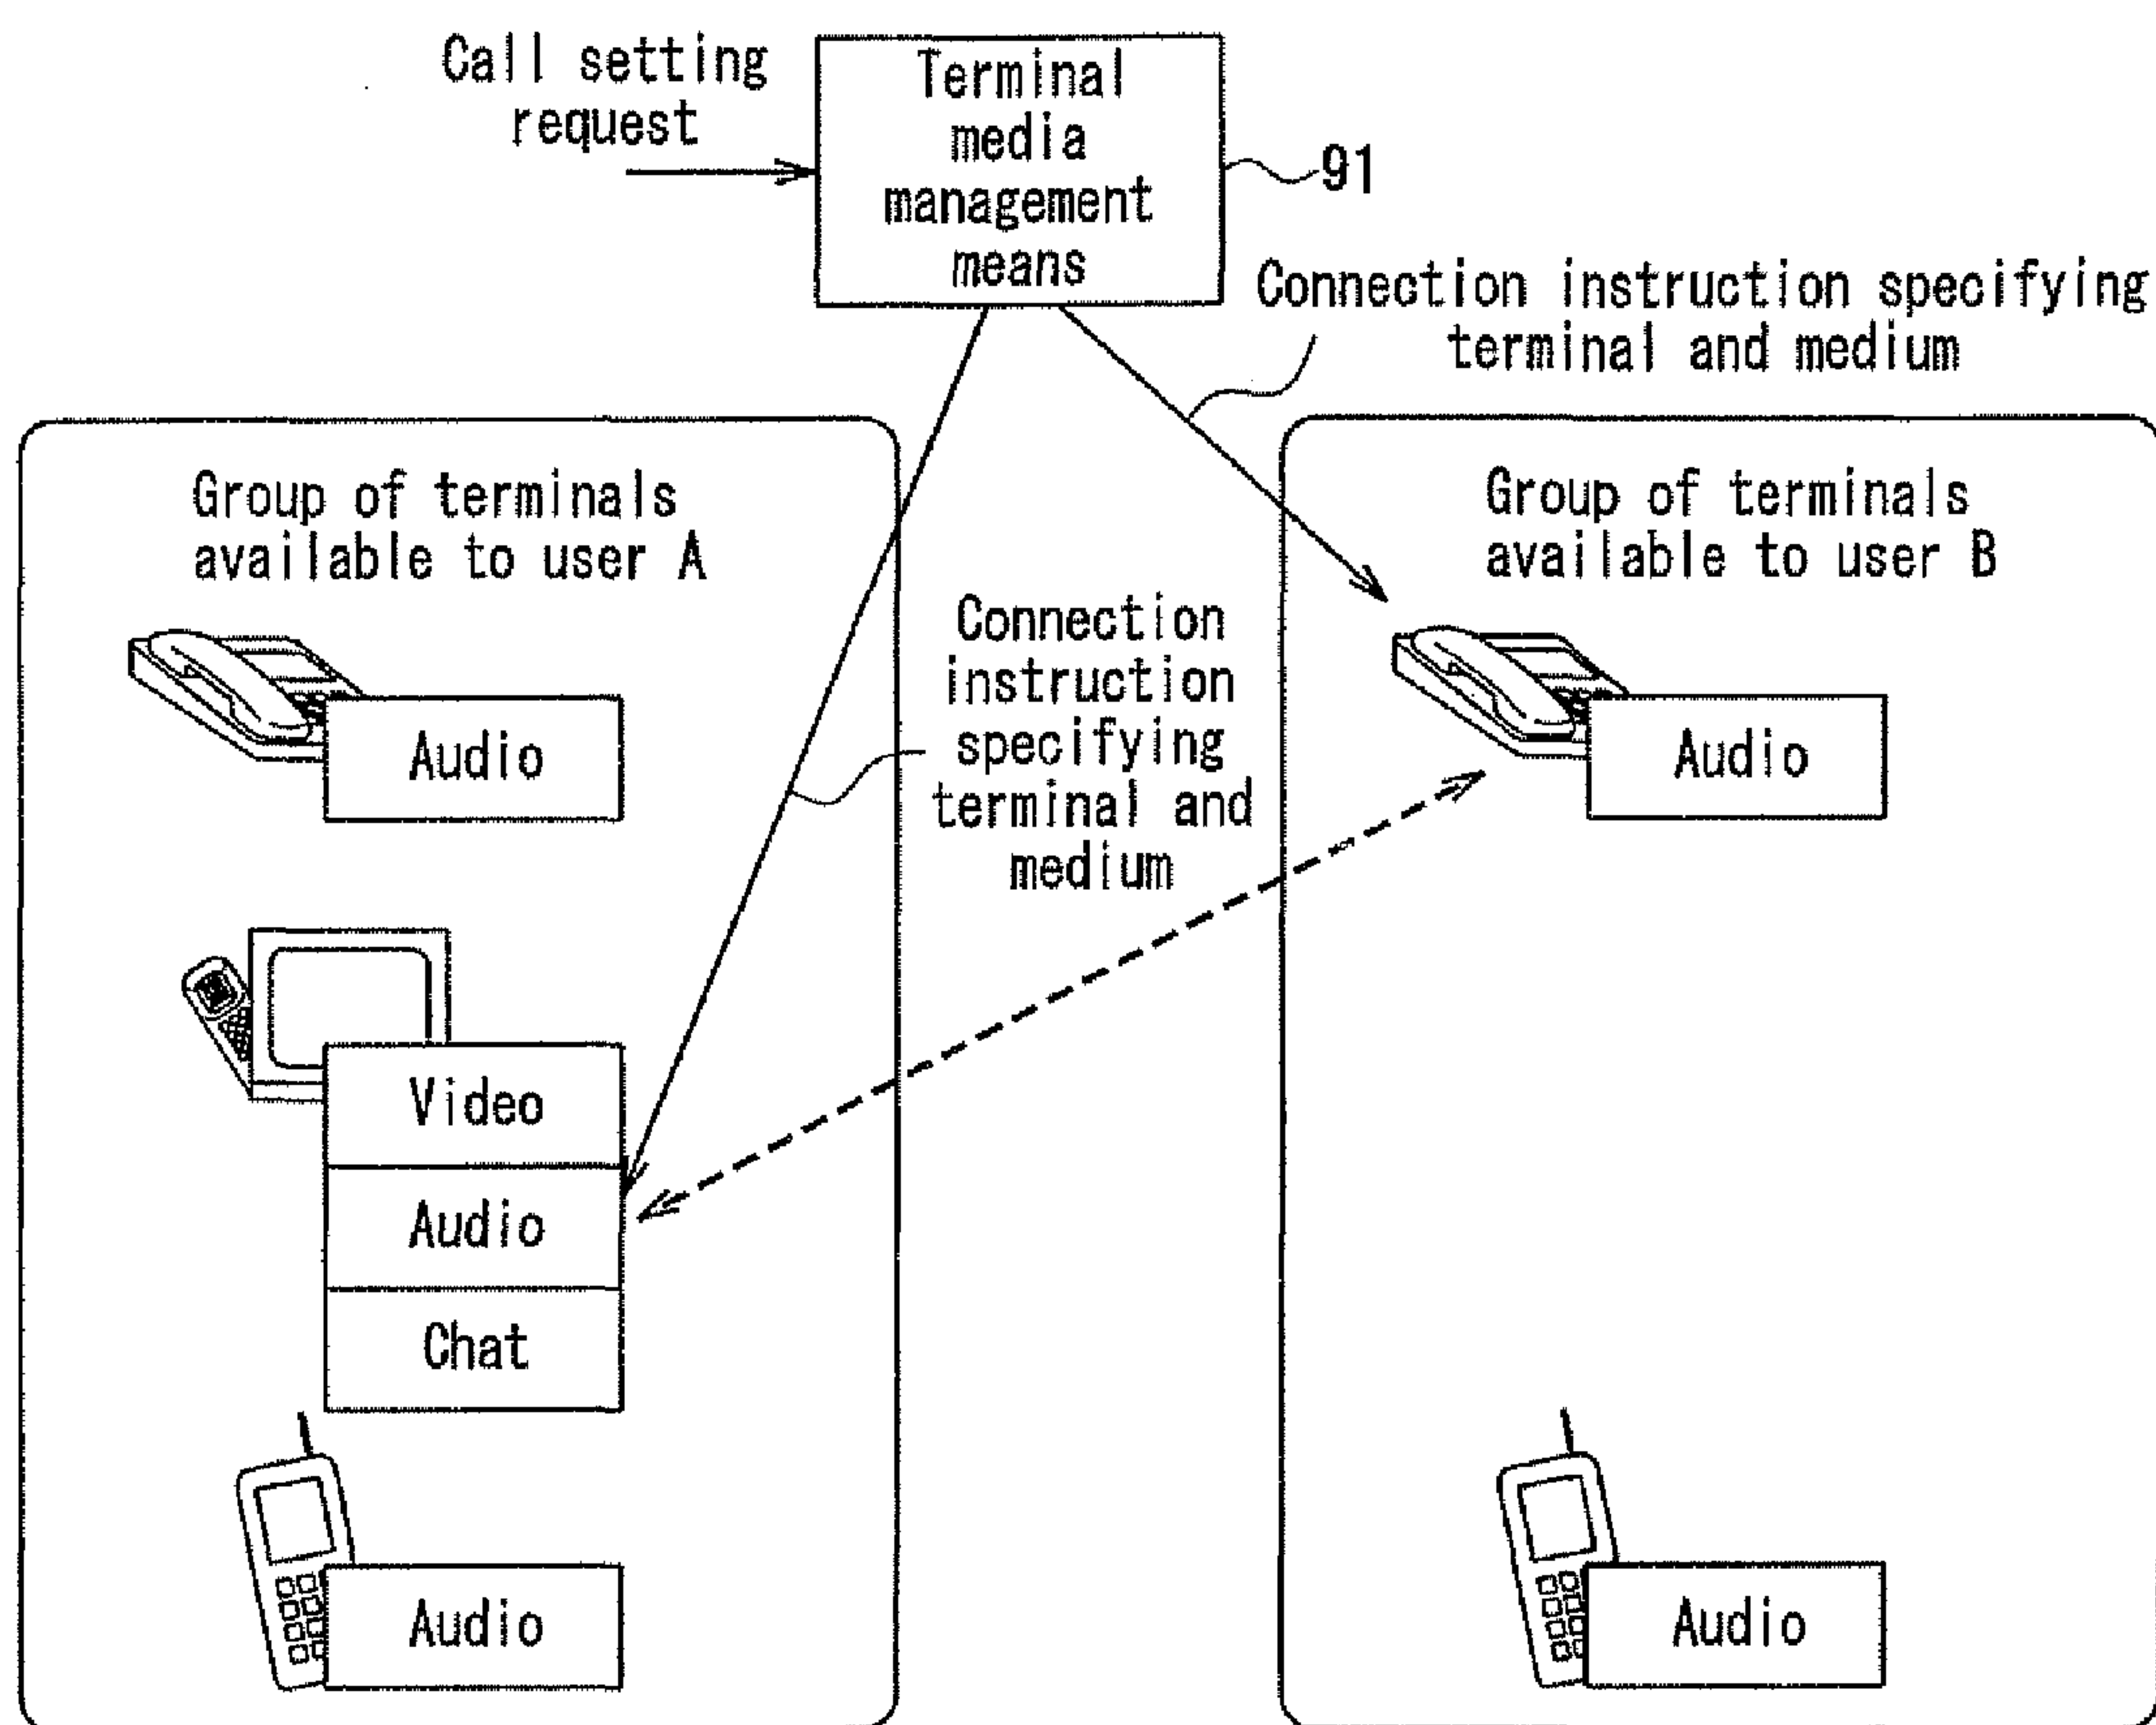 Call setting
request
Terminal
media
management
means
91
Connection instruction specifying
terminal and medium
Group of terminals
available to user A
Group of terminals
available to user B
Connection
instruction
specifying
terminal and
medium
Audio
Audio
Video
Audio
Chat
Audio
Audio